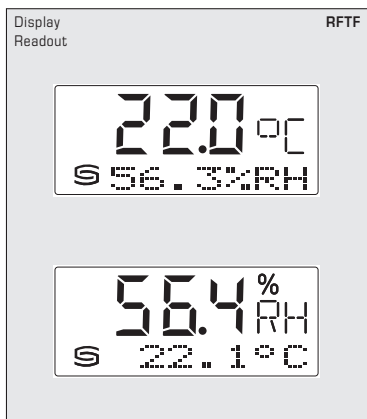 Display RFTF
Readout
22.0 °C
56.3%RH
56.4 % RH
22.1°C